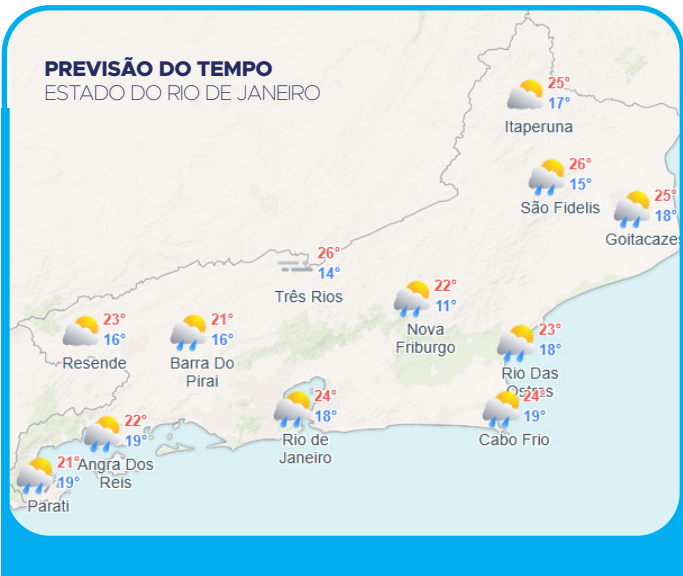 PREVISÃO DO TEMPO
ESTADO DO RIO DE JANEIRO
25°
17°
Itaperuna
26°
15°
São Fidelis
25°
18°
Goitacazes
26°
14°
Três Rios
22°
11°
Nova
Friburgo
23°
16°
Resende
21°
16°
Barra Do
Pirai
23°
18°
Rio Das
Ostras
24°
18°
Rio de
Janeiro
24°
19°
Cabo Frio
22°
19°
Angra Dos
Reis
21°
19°
Parati